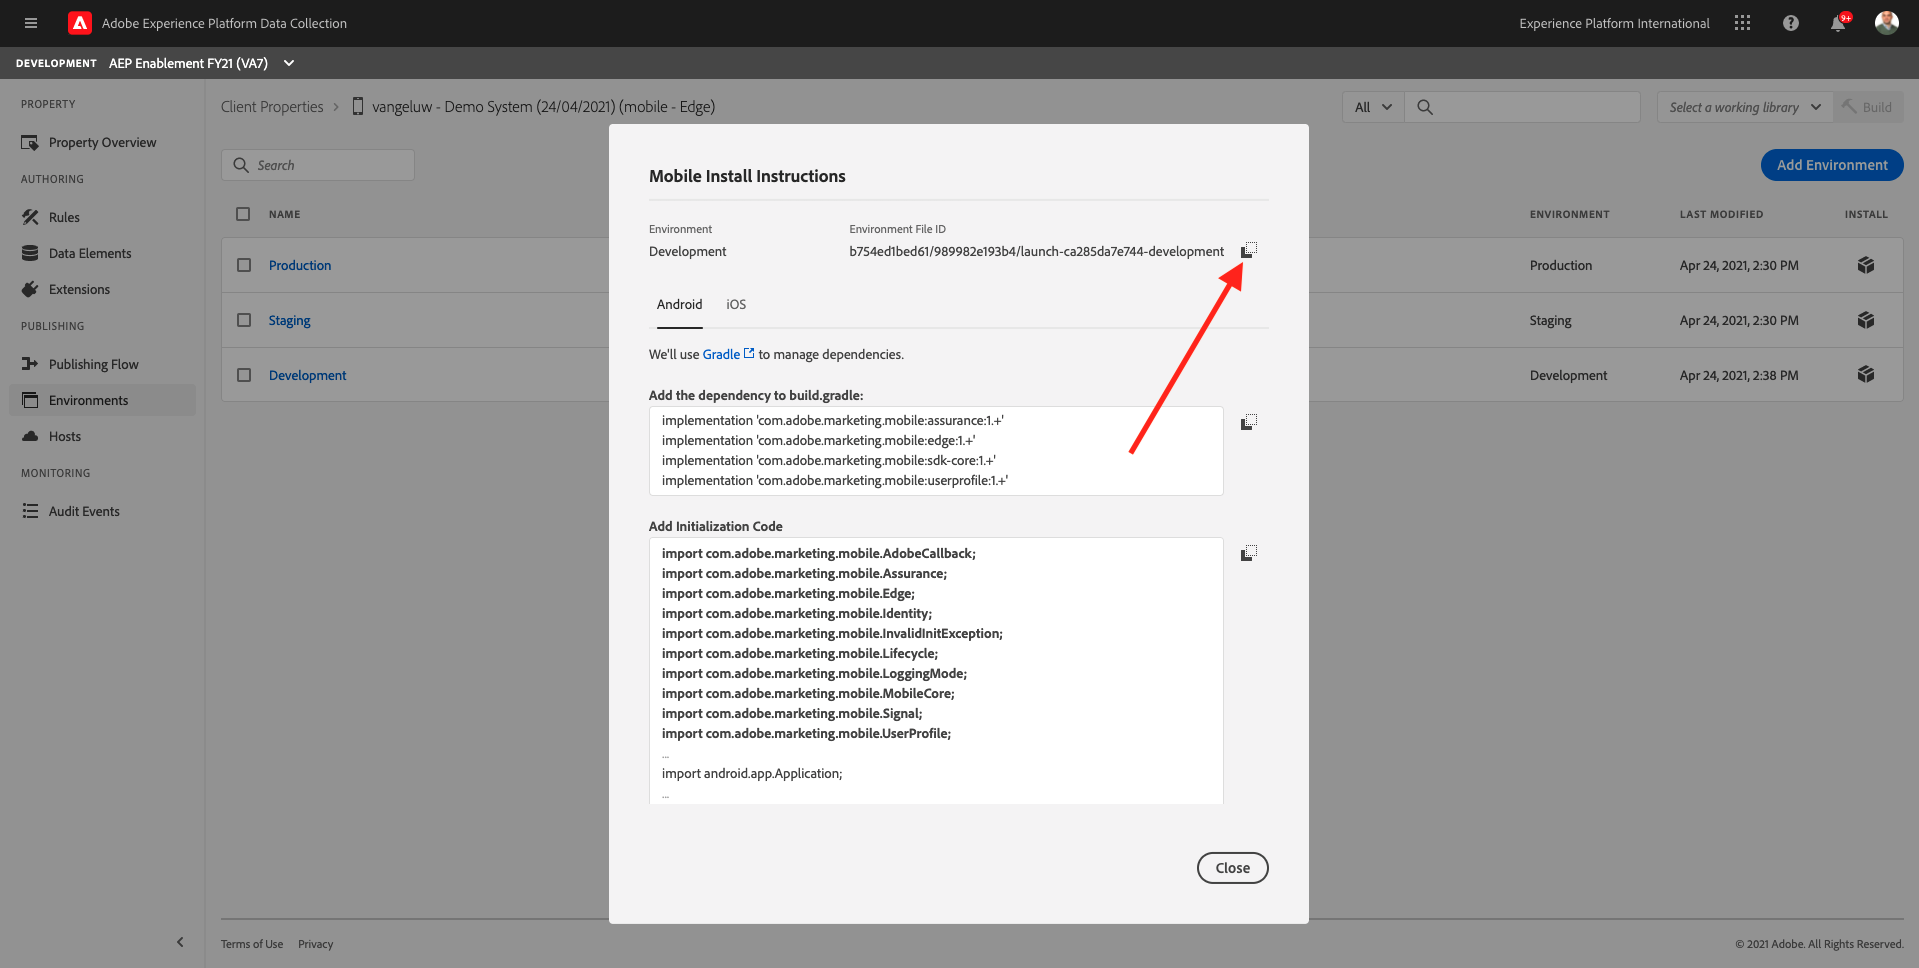 Adobe Experience Platform Data Collection
Experience Platform International
9+
DEVELOPMENT AEP Enablement FY21 (VA7)
PROPERTY
Property Overview
AUTHORING
Rules
Data Elements
Extensions
PUBLISHING
Publishing Flow
Environments
Hosts
MONITORING
Audit Events
Client Properties > vangeluw - Demo System (24/04/2021) (mobile - Edge)
All
Select a working library
Build
Search
Add Environment
NAME
ENVIRONMENT
LAST MODIFIED
INSTALL
Production
Production
Apr 24, 2021, 2:30 PM
Staging
Staging
Apr 24, 2021, 2:30 PM
Development
Development
Apr 24, 2021, 2:38 PM
Mobile Install Instructions
Environment
Environment File ID
Development
b754ed1bed61/989982e193b4/launch-ca285da7e744-development
Android
iOS
We'll use Gradle to manage dependencies.
Add the dependency to build.gradle:
implementation 'com.adobe.marketing.mobile:assurance:1.+'
implementation 'com.adobe.marketing.mobile:edge:1.+'
implementation 'com.adobe.marketing.mobile:sdk-core:1.+'
implementation 'com.adobe.marketing.mobile:userprofile:1.+'
Add Initialization Code
import com.adobe.marketing.mobile.AdobeCallback;
import com.adobe.marketing.mobile.Assurance;
import com.adobe.marketing.mobile.Edge;
import com.adobe.marketing.mobile.Identity;
import com.adobe.marketing.mobile.InvalidInitException;
import com.adobe.marketing.mobile.Lifecycle;
import com.adobe.marketing.mobile.LoggingMode;
import com.adobe.marketing.mobile.MobileCore;
import com.adobe.marketing.mobile.Signal;
import com.adobe.marketing.mobile.UserProfile;
...
import android.app.Application;
...
Close
Terms of Use
Privacy
© 2021 Adobe. All Rights Reserved.